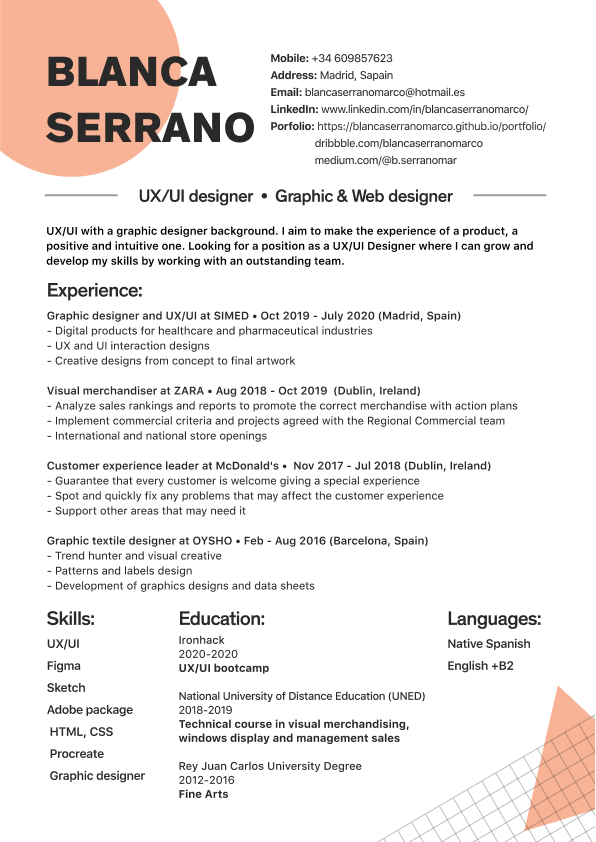 BLANCA
SERRANO
Mobile: +34 609857623
Address: Madrid, Sapain
Email: blancaserranomarco@hotmail.es
LinkedIn: www.linkedin.com/in/blancaserranomarco/
Porfolio: https://blancaserranomarco.github.io/portfolio/
dribbble.com/blancaserranomarco
medium.com/@b.serranomar
UX/UI designer • Graphic & Web designer
UX/UI with a graphic designer background. I aim to make the experience of a product, a
positive and intuitive one. Looking for a position as a UX/UI Designer where I can grow and
develop my skills by working with an outstanding team.
Experience:
Graphic designer and UX/UI at SIMED • Oct 2019 - July 2020 (Madrid, Spain)
- Digital products for healthcare and pharmaceutical industries
- UX and UI interaction designs
- Creative designs from concept to final artwork
Visual merchandiser at ZARA • Aug 2018 - Oct 2019 (Dublin, Ireland)
- Analyze sales rankings and reports to promote the correct merchandise with action plans
- Implement commercial criteria and projects agreed with the Regional Commercial team
- International and national store openings
Customer experience leader at McDonald's • Nov 2017 - Jul 2018 (Dublin, Ireland)
- Guarantee that every customer is welcome giving a special experience
- Spot and quickly fix any problems that may affect the customer experience
- Support other areas that may need it
Graphic textile designer at OYSHO • Feb - Aug 2016 (Barcelona, Spain)
- Trend hunter and visual creative
- Patterns and labels design
- Development of graphics designs and data sheets
Skills:
UX/UI
Figma
Sketch
Adobe package
HTML, CSS
Procreate
Graphic designer
Education:
Ironhack
2020-2020
UX/UI bootcamp
National University of Distance Education (UNED)
2018-2019
Technical course in visual merchandising,
windows display and management sales
Rey Juan Carlos University Degree
2012-2016
Fine Arts
Languages:
Native Spanish
English +B2